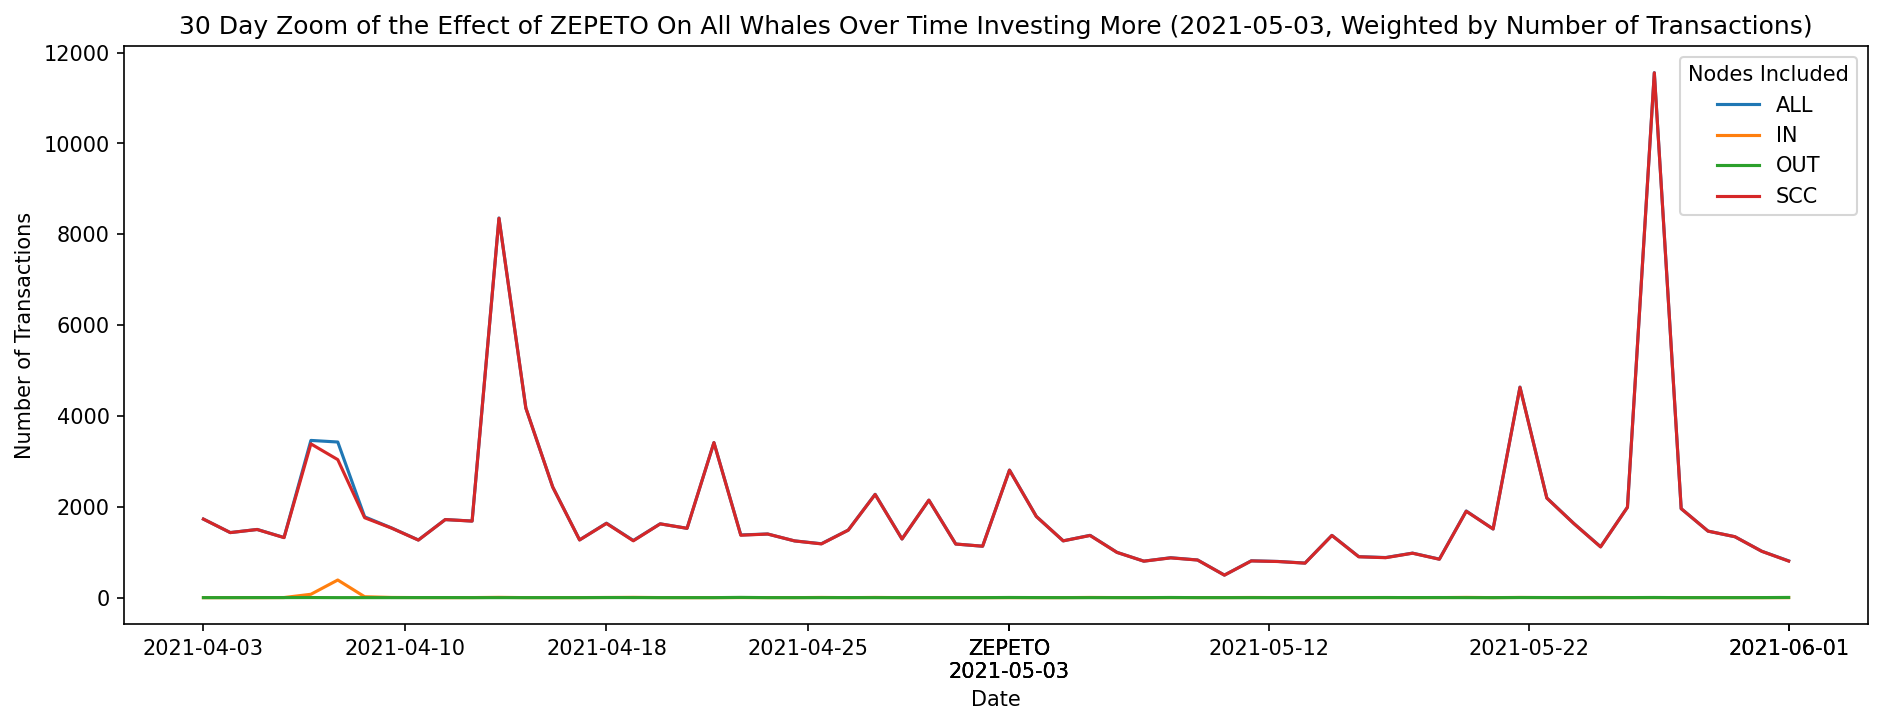 30 Day Zoom of the Effect of ZEPETO On All Whales Over Time Investing More (2021-05-03, Weighted by Number of Transactions)
12000
10000
8000
6000
4000
2000
0
Number of Transactions
Nodes Included
ALL
IN
OUT
SCC
2021-04-03
2021-04-10
2021-04-18
2021-04-25
ZEPETO
2021-05-03
2021-05-12
2021-05-22
2021-06-01
Date